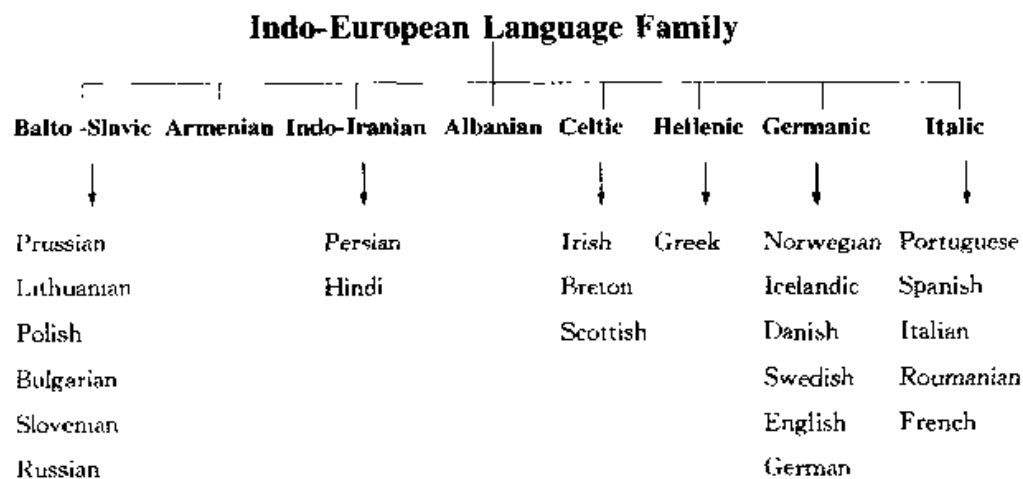 Indo-European Language Family
Balto-Slavic Armenian Indo-Iranian Albanian Celtic Hellenic Germanic Italic
Prussian Persian Irish Greek Norwegian Portuguese
Lithuanian Hindi Breton Icelandic Spanish
Polish Scottish Danish Italian
Bulgarian Swedish Roumanian
Slovenian English French
Russian German